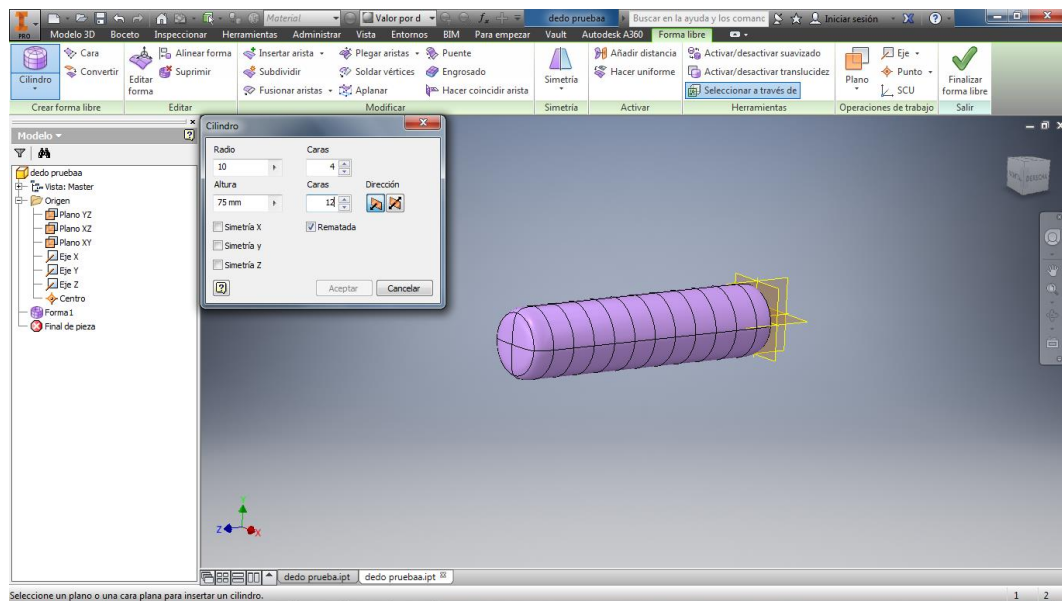 Material Valor por d dedo pruebaa Buscar en la ayuda y los comanc Iniciar sesión
PRO Modelo 3D Boceto Inspeccionar Herramientas Administrar Vista Entornos BIM Para empezar Vault Autodesk A360 Forma libre
Cara Alinear forma Insertar arista Plegar aristas Puente Añadir distancia Activar/desactivar suavizado Eje
Convertir Suprimir Subdividir Soldar vértices Engrosado Hacer uniforme Activar/desactivar translucidez Punto
Cilindro Editar forma Fusionar aristas Aplanar Hacer coincidir arista Simetría Seleccionar a través de Plano SCU Finalizar forma libre
Crear forma libre Editar Modificar Simetría Activar Herramientas Operaciones de trabajo Salir
Modelo
dedo pruebaa
Vista: Master
Origen
Plano YZ
Plano XZ
Plano XY
Eje X
Eje Y
Eje Z
Centro
Forma1
Final de pieza
Cilindro
Radio Caras
10 4
Altura Caras Dirección
75 mm 12
Simetría X Rematada
Simetría y
Simetría Z
Aceptar Cancelar
DERECHA
Y
Z X
dedo prueba.ipt dedo pruebaa.ipt
Seleccione un plano o una cara plana para insertar un cilindro. 1 2